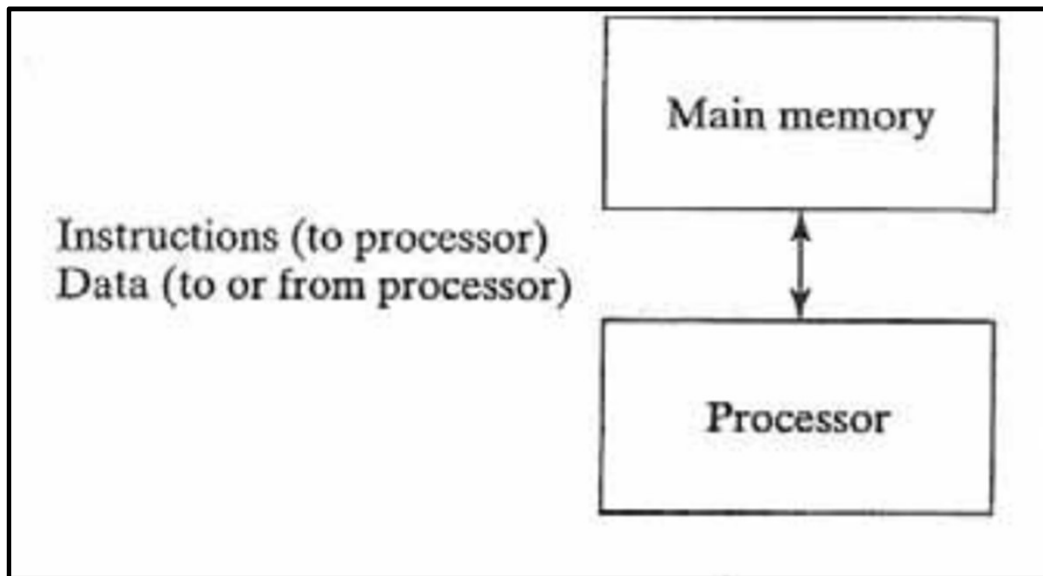 Main memory
Instructions (to processor)
Data (to or from processor)
Processor